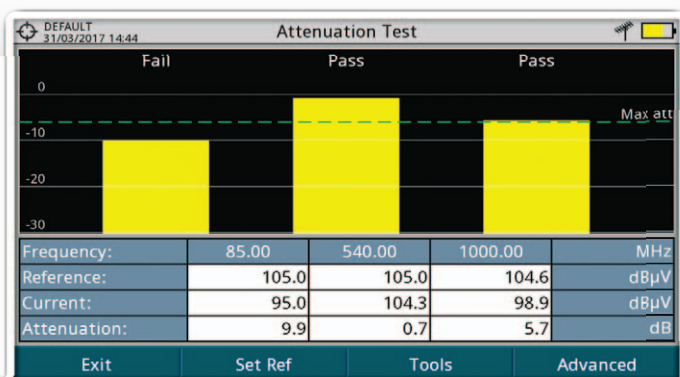 DEFAULT
31/03/2017 14:44
Attenuation Test
Fail Pass Pass
0
Max att
-10
-20
-30
Frequency: 85.00 540.00 1000.00 MHz
Reference: 105.0 105.0 104.6 dBµV
Current: 95.0 104.3 98.9 dBµV
Attenuation: 9.9 0.7 5.7 dB
Exit Set Ref Tools Advanced